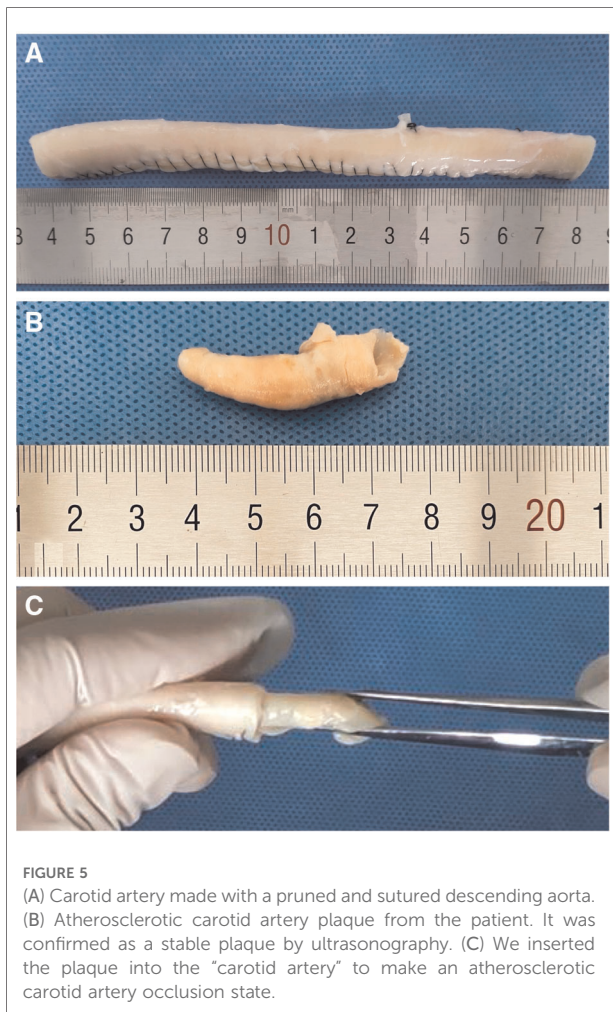 A
mm
3 4 5 6 7 8 9 10 1 2 3 4 5 6 7 8 9
B
1 2 3 4 5 6 7 8 9 20 1
C
FIGURE 5
(A) Carotid artery made with a pruned and sutured descending aorta.
(B) Atherosclerotic carotid artery plaque from the patient. It was
confirmed as a stable plaque by ultrasonography. (C) We inserted
the plaque into the “carotid artery” to make an atherosclerotic
carotid artery occlusion state.